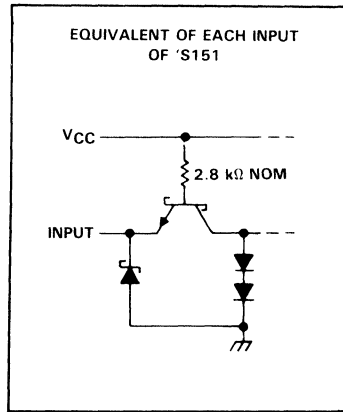 EQUIVALENT OF EACH INPUT
OF 'S151
VCC
2.8 kΩ NOM
INPUT